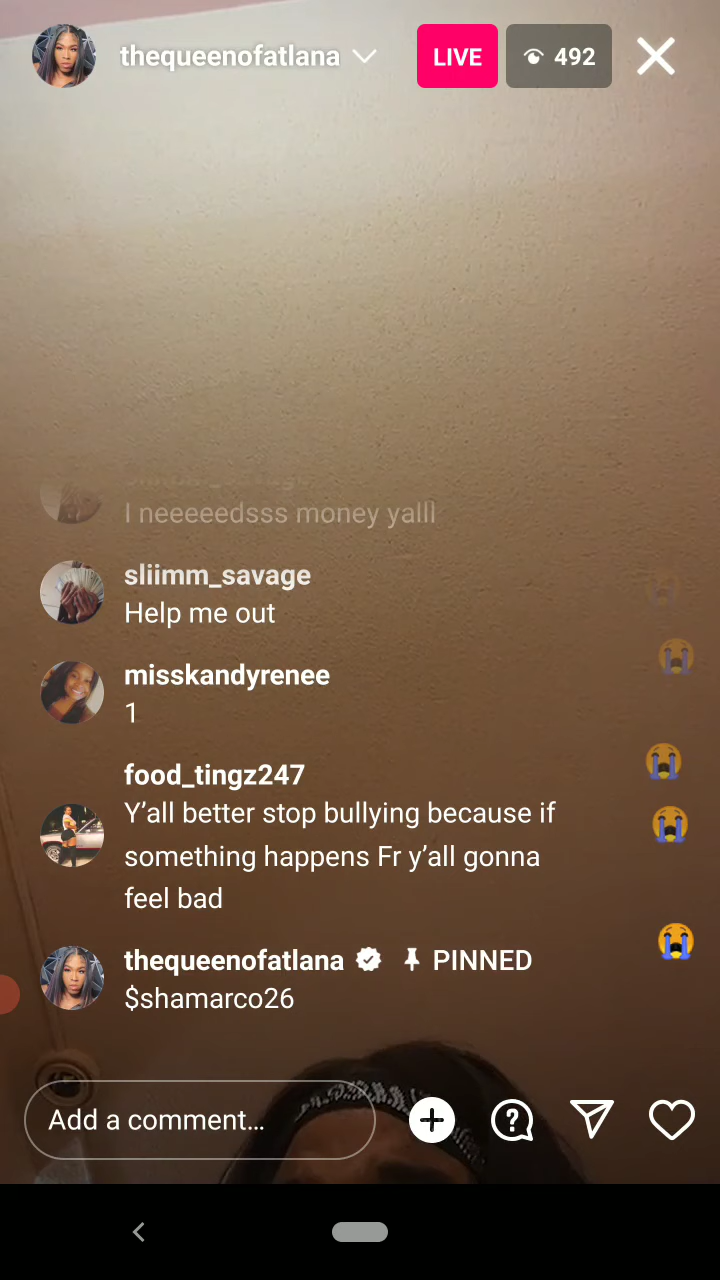 thequeenofatlana
LIVE
492
I neeeeedsss money yalll
sliimm_savage
Help me out
misskandyrenee
1
food_tingz247
Y'all better stop bullying because if
something happens Fr y'all gonna
feel bad
thequeenofatlana PINNED
$shamarco26
Add a comment…